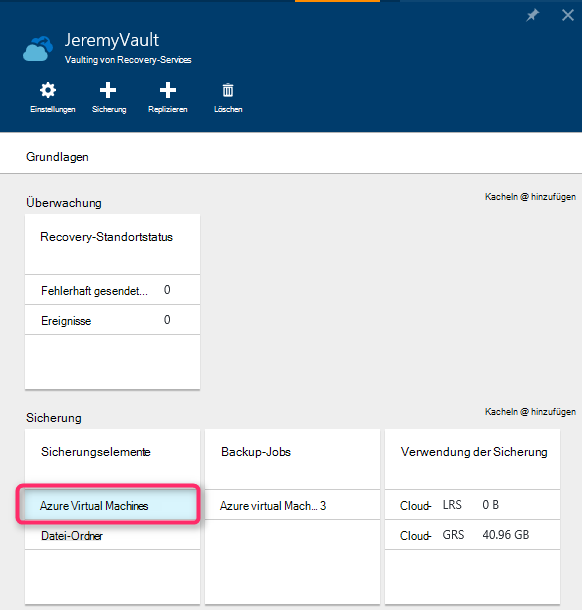 JeremyVault
Vaulting von Recovery-Services
Einstellungen Sicherung Replizieren Löschen
Grundlagen
Überwachung
Kacheln @ hinzufügen
Recovery-Standortstatus
Fehlerhaft gesendet... 0
Ereignisse 0
Sicherung
Kacheln @ hinzufügen
Sicherungselemente
Azure Virtual Machines
Datei-Ordner
Backup-Jobs
Azure virtual Mach... 3
Verwendung der Sicherung
Cloud- LRS 0 B
Cloud- GRS 40.96 GB